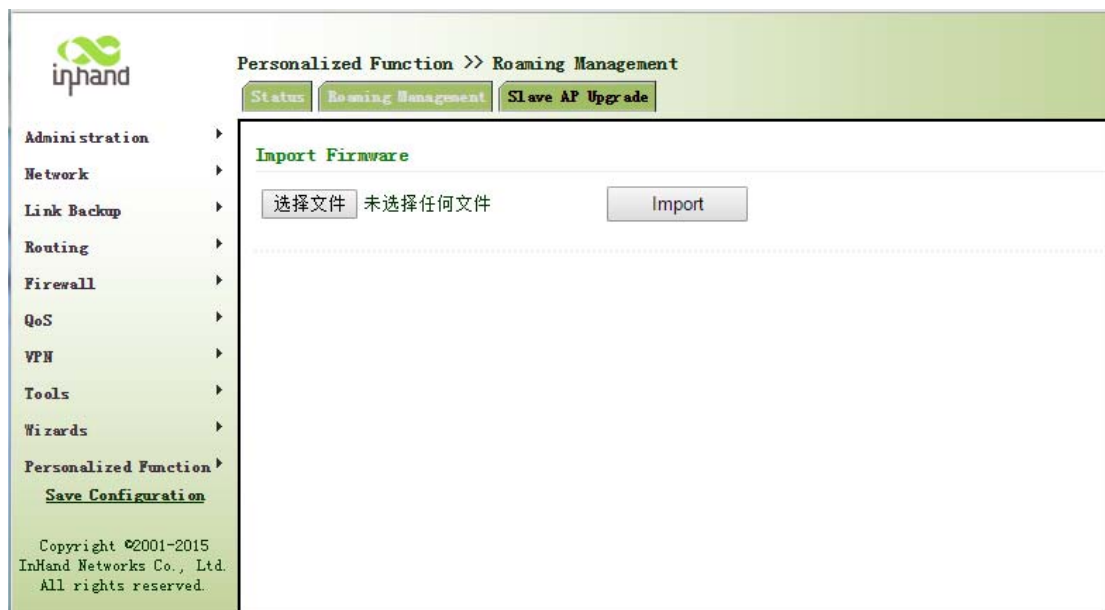 inhand
Personalized Function >> Roaming Management
Status Roaming Management Slave AP Upgrade
Administration
Network
Link Backup
Routing
Firewall
QoS
VPN
Tools
Wizards
Personalized Function
Save Configuration
Copyright ©2001-2015
InHand Networks Co., Ltd.
All rights reserved.
Import Firmware
选择文件 未选择任何文件 Import